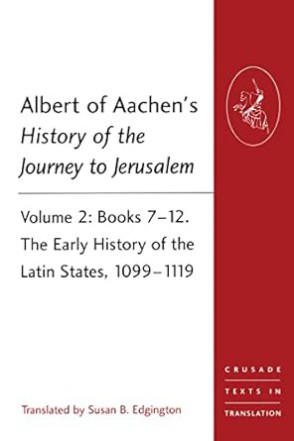 Albert of Aachen's
History of the
Journey to Jerusalem
Volume 2: Books 7–12.
The Early History of the
Latin States, 1099–1119
CRUSADE
TEXTS IN
TRANSLATION
Translated by Susan B. Edgington